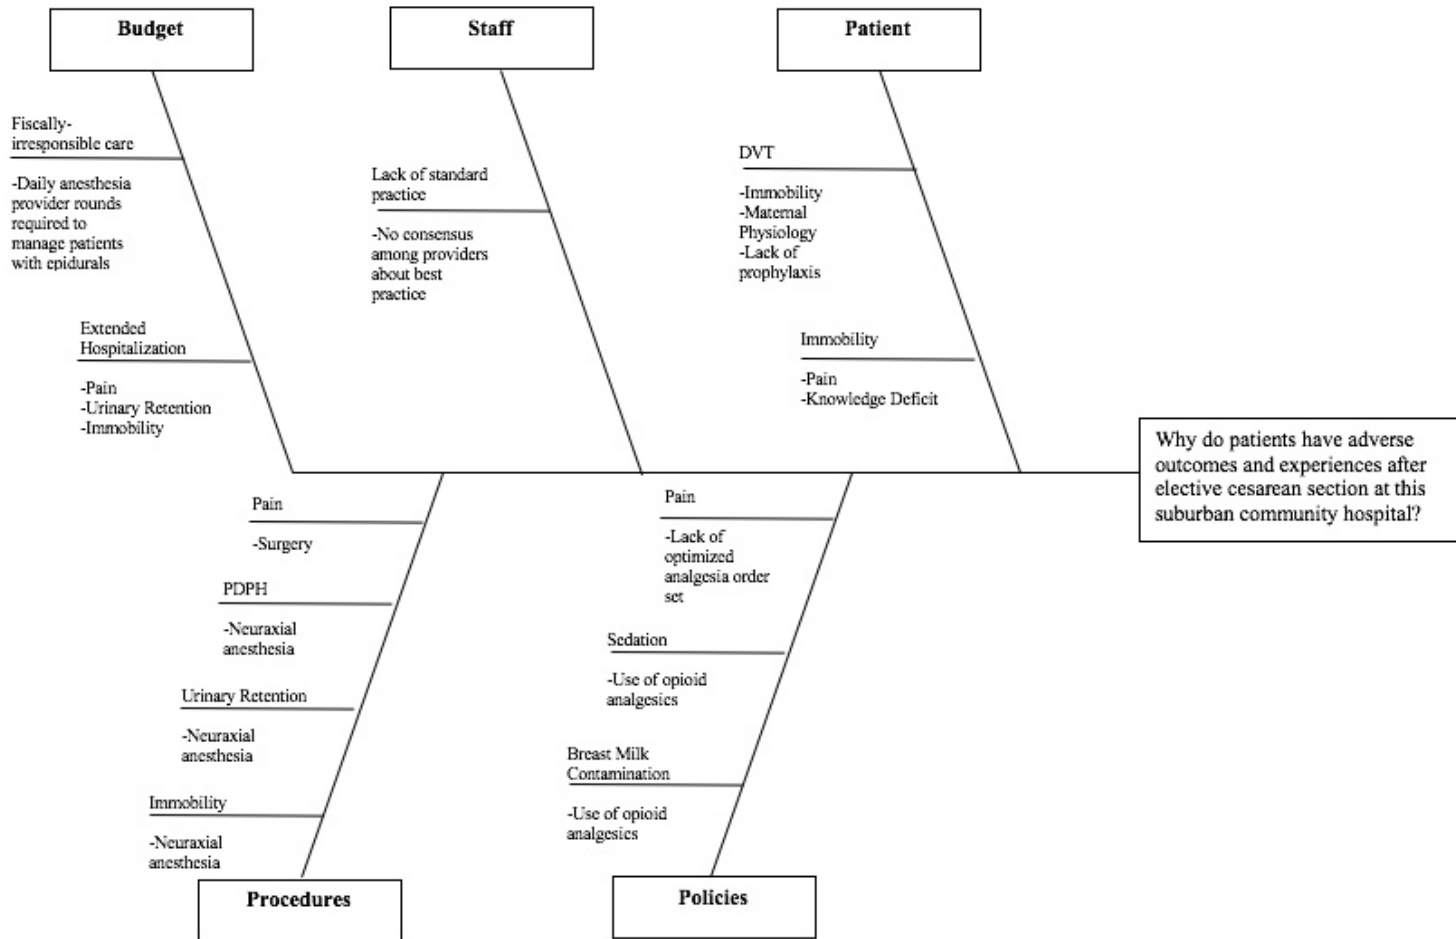 Budget
Staff
Patient
Fiscally-
irresponsible care
-Daily anesthesia
provider rounds
required to
manage patients
with epidurals
Extended
Hospitalization
-Pain
-Urinary Retention
-Immobility
Lack of standard
practice
-No consensus
among providers
about best
practice
DVT
-Immobility
-Maternal
Physiology
-Lack of
prophylaxis
Immobility
-Pain
-Knowledge Deficit
Why do patients have adverse
outcomes and experiences after
elective cesarean section at this
suburban community hospital?
Pain
-Surgery
PDPH
-Neuraxial
anesthesia
Urinary Retention
-Neuraxial
anesthesia
Immobility
-Neuraxial
anesthesia
Pain
-Lack of
optimized
analgesia order
set
Sedation
-Use of opioid
analgesics
Breast Milk
Contamination
-Use of opioid
analgesics
Procedures
Policies